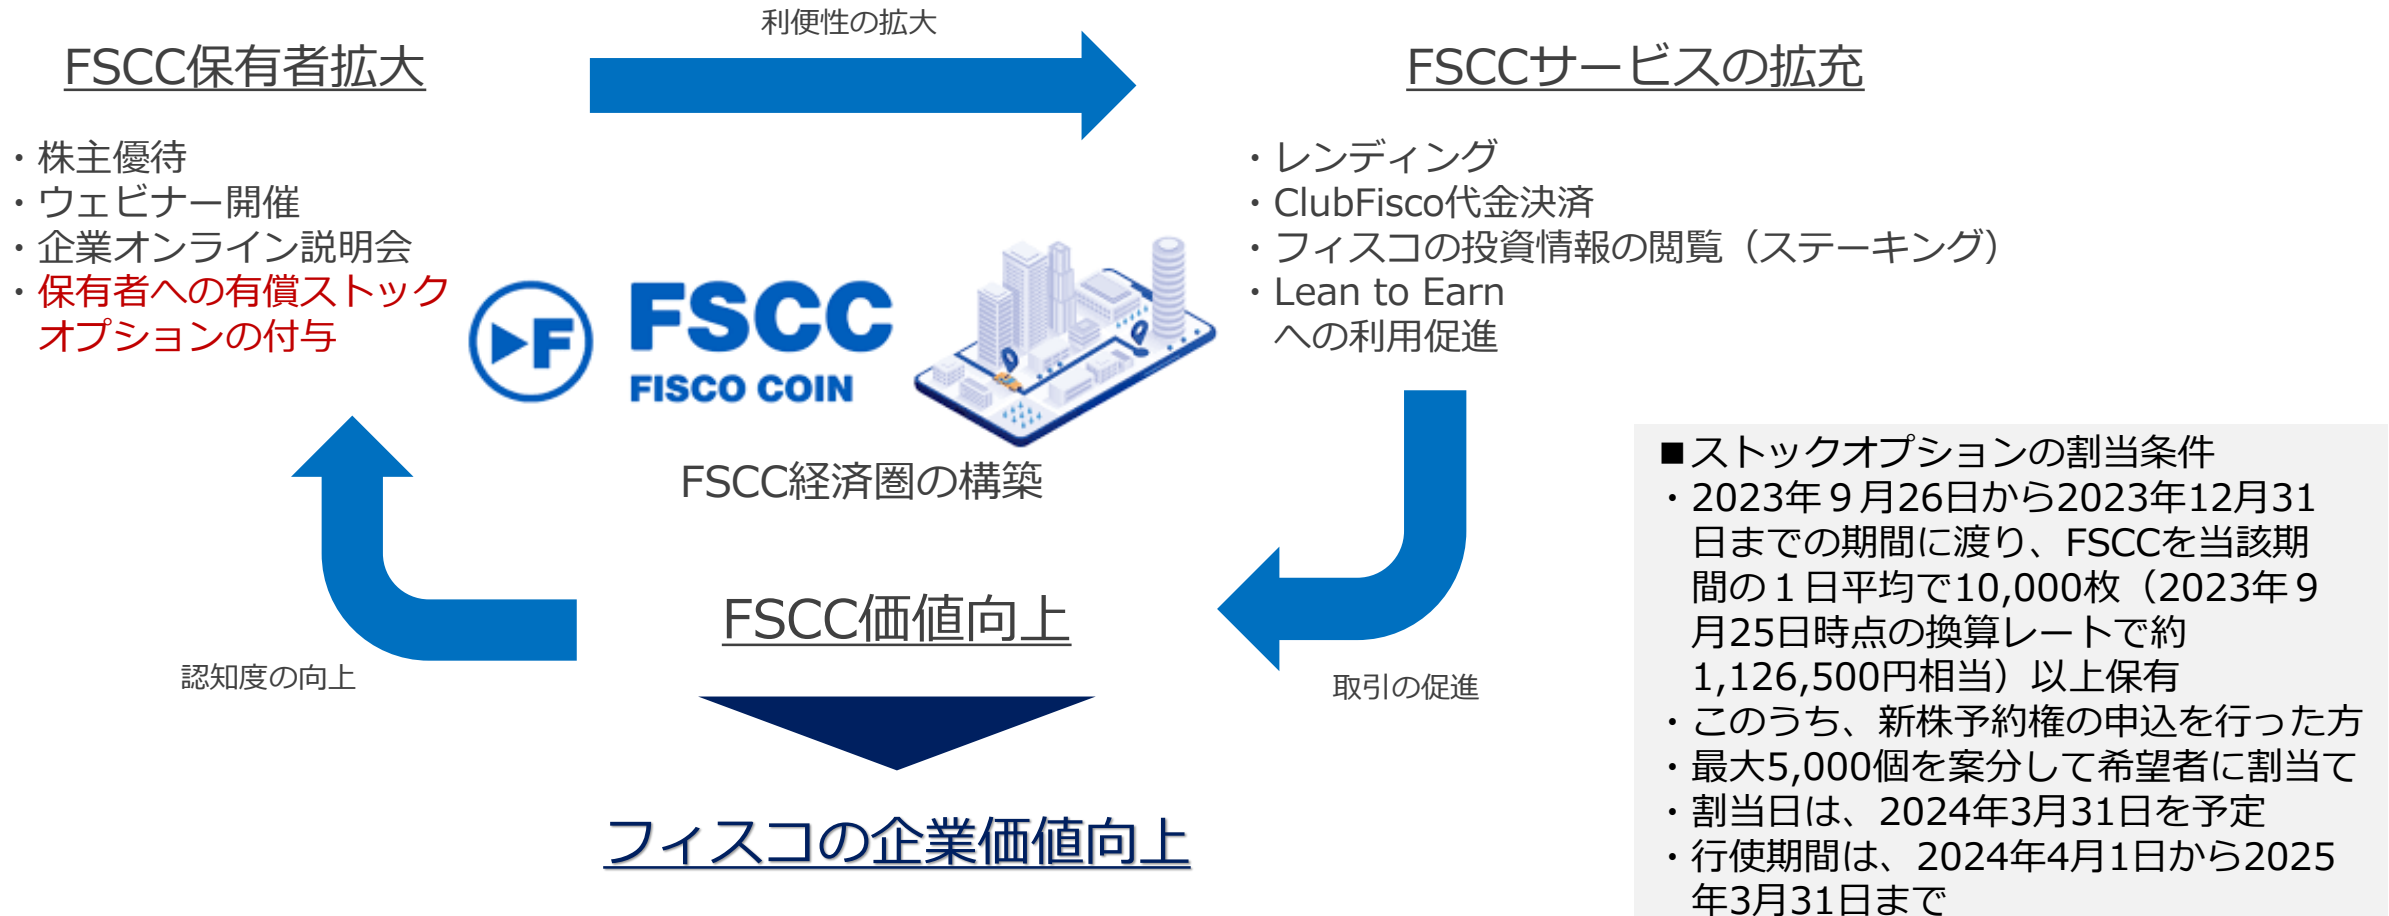 利便性の拡大
FSCC保有者拡大
・株主優待
・ウェビナー開催
・企業オンライン説明会
・保有者への有償ストック
オプションの付与
FSCCサービスの拡充
・レンディング
・ClubFisco代金決済
・フィスコの投資情報の閲覧（ステーキング）
・Lean to Earn
への利用促進
F
FSCC
FISCO COIN
FSCC経済圏の構築
FSCC価値向上
認知度の向上
取引の促進
フィスコの企業価値向上
■ストックオプションの割当条件
・2023年９月26日から2023年12月31
日までの期間に渡り、FSCCを当該期
間の１日平均で10,000枚（2023年９
月25日時点の換算レートで約
1,126,500円相当）以上保有
・このうち、新株予約権の申込を行った方
・最大5,000個を案分して希望者に割当て
・割当日は、2024年3月31日を予定
・行使期間は、2024年4月1日から2025
年3月31日まで